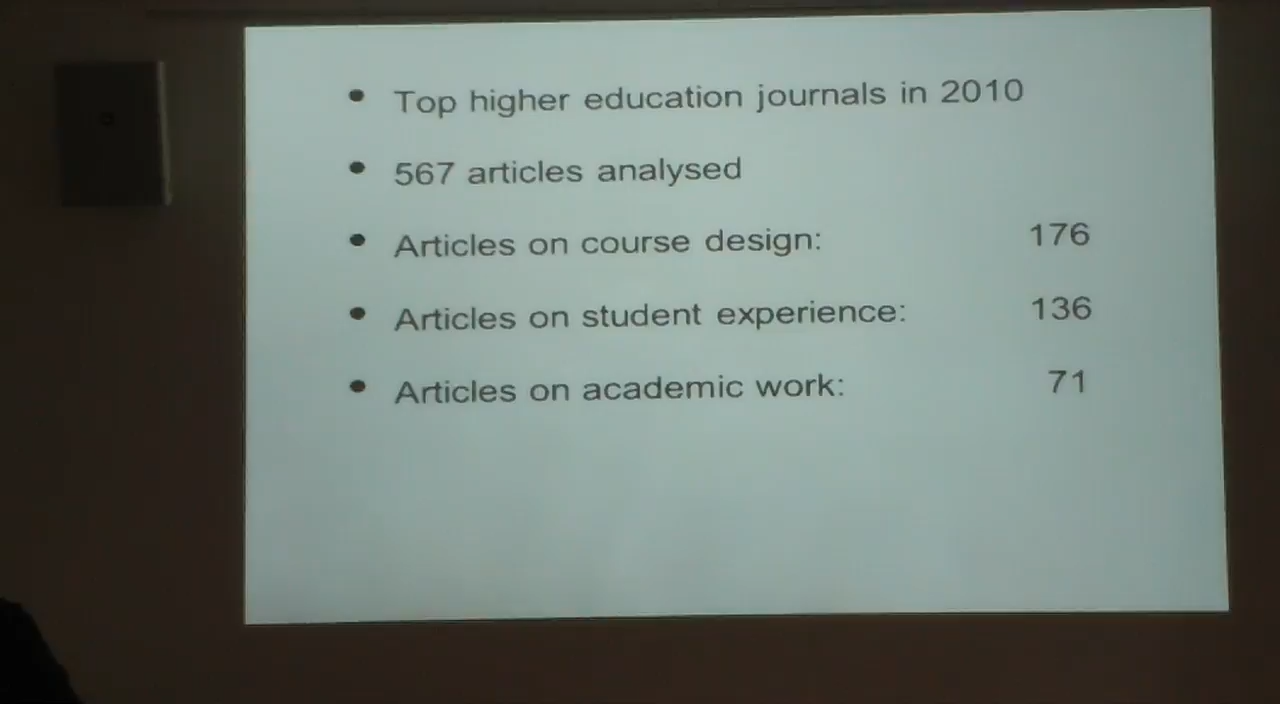 • Top higher education journals in 2010
• 567 articles analysed
• Articles on course design: 176
• Articles on student experience: 136
• Articles on academic work: 71